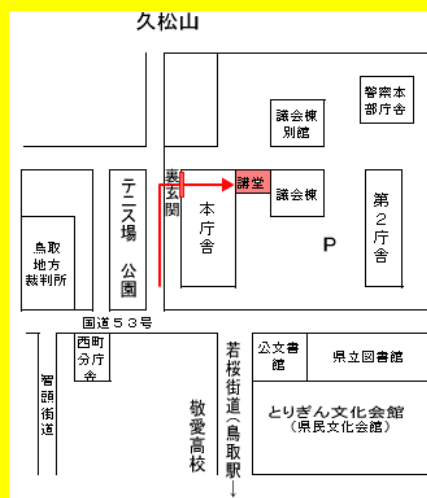 久松山
警察本
部庁舎
議会棟
別館
裏玄関
講堂
議会棟
本庁舎
第2庁舎
P
テニス場 公園
鳥取
地方
裁判所
国道53号
西町
分庁
舎
智頭街道
敬愛高校
若桜街道(鳥取駅)
↓
公文書
館
県立図書館
とりぎん文化会館
(県民文化会館)